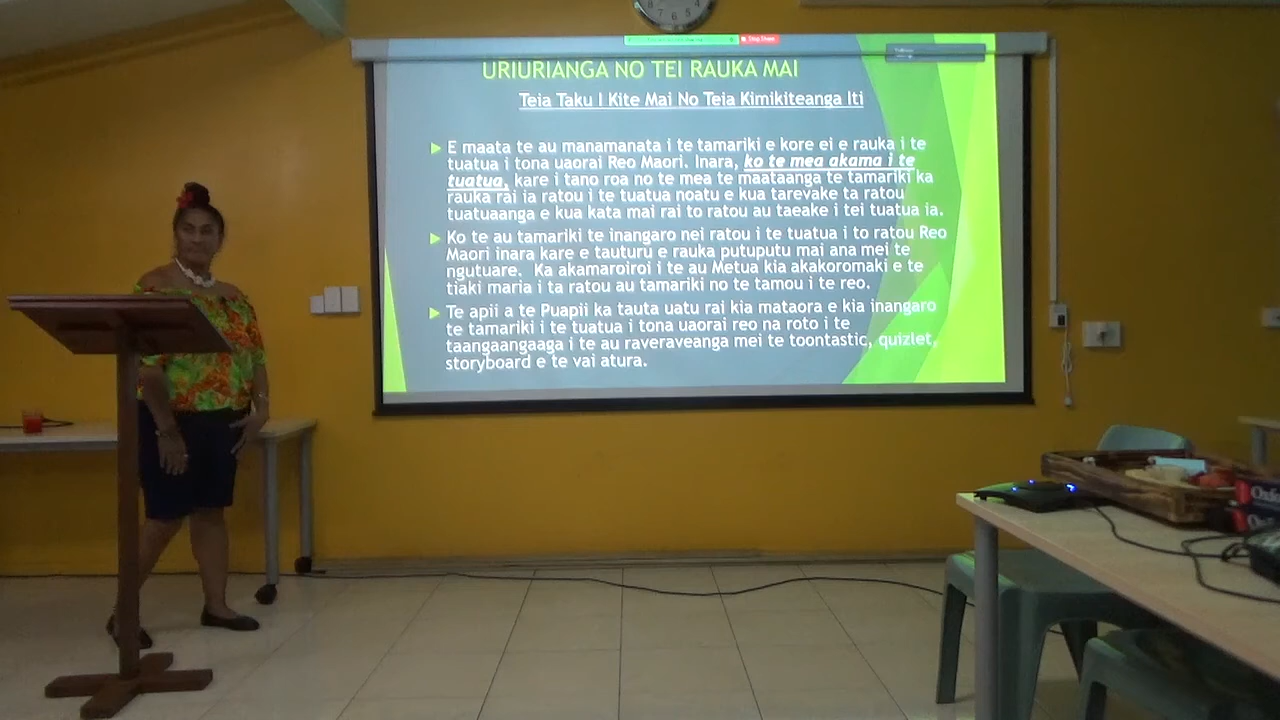 URIURIANGA NO TEI RAUKA MAI
Teia Taku I Kite Mai No Teia Kimikiteanga Iti
E maata te au manamanata i te tamariki e kore ei e rauka i te
tuatua i tona uaorai Reo Maori. Inara, ko te mea akama i te
tuatua, kare i tano roa no te mea te maataanga te tamariki ka
rauka rai ia ratou i te tuatua noatu e kua tarevake ta ratou
tuatuaanga e kua kata mai rai to ratou au taeake i tei tuatua ia.
Ko te au tamariki te inangaro nei ratou i te tuatua i to ratou Reo
Maori inara kare e tauturu e rauka putuputu mai ana mei te
ngutuare. Ka akamaroiroi i te au Metua kia akakoromaki e te
tiaki maria i ta ratou au tamariki no te tamou i te reo.
Te apii a te Puapii ka tauta uatu rai kia mataora e kia inangaro
te tamariki i te tuatua i tona uaorai reo na roto i te
taangaangaaga i te au raveraveanga mei te toontastic, quizlet,
storyboard e te vai atura.
Stop Share
4
8 7 6 5